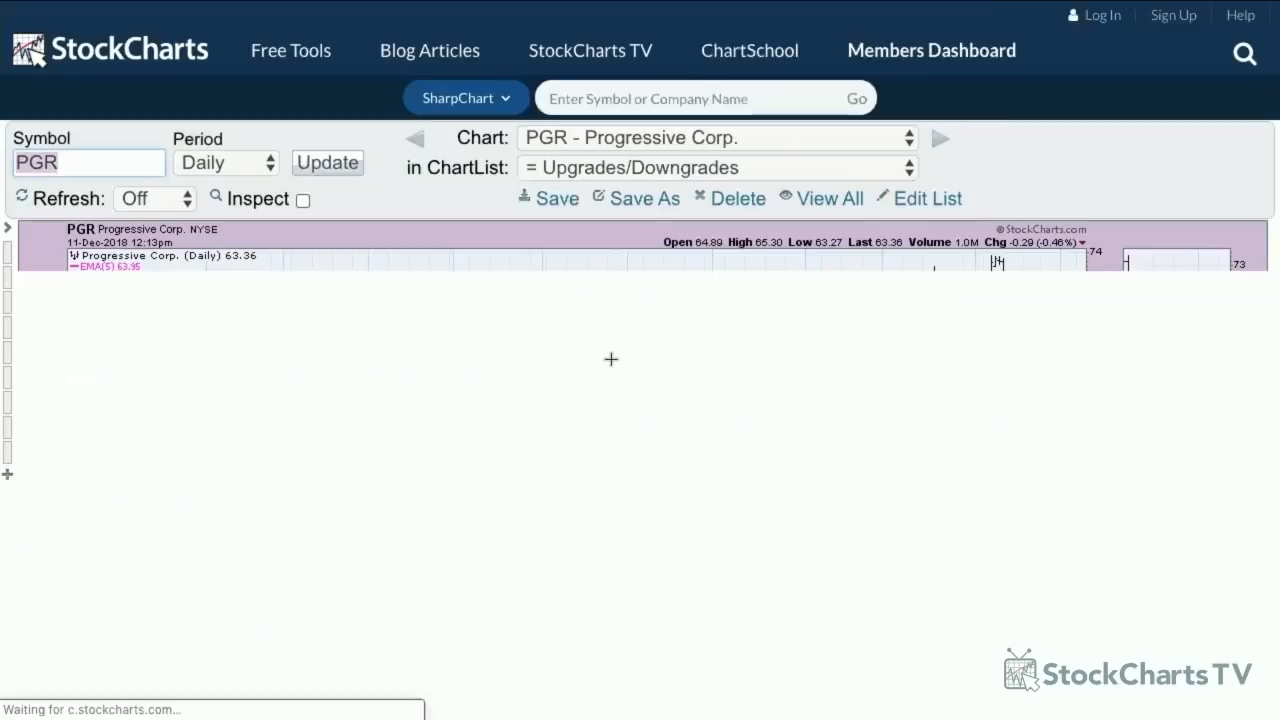 Log In Sign Up Help
StockCharts Free Tools Blog Articles StockCharts TV ChartSchool Members Dashboard
SharpChart Enter Symbol or Company Name Go
Symbol Period Chart: PGR - Progressive Corp.
PGR Daily Update in ChartList: = Upgrades/Downgrades
Refresh: Off Inspect Save Save As Delete View All Edit List
PGR Progressive Corp. NYSE © StockCharts.com
11-Dec-2018 12:13pm Open 64.89 High 65.30 Low 63.27 Last 63.36 Volume 1.0M Chg -0.29 (-0.46%)
Progressive Corp. (Daily) 63.36 74
EMA(5) 63.95 73
StockCharts TV
Waiting for c.stockcharts.com...